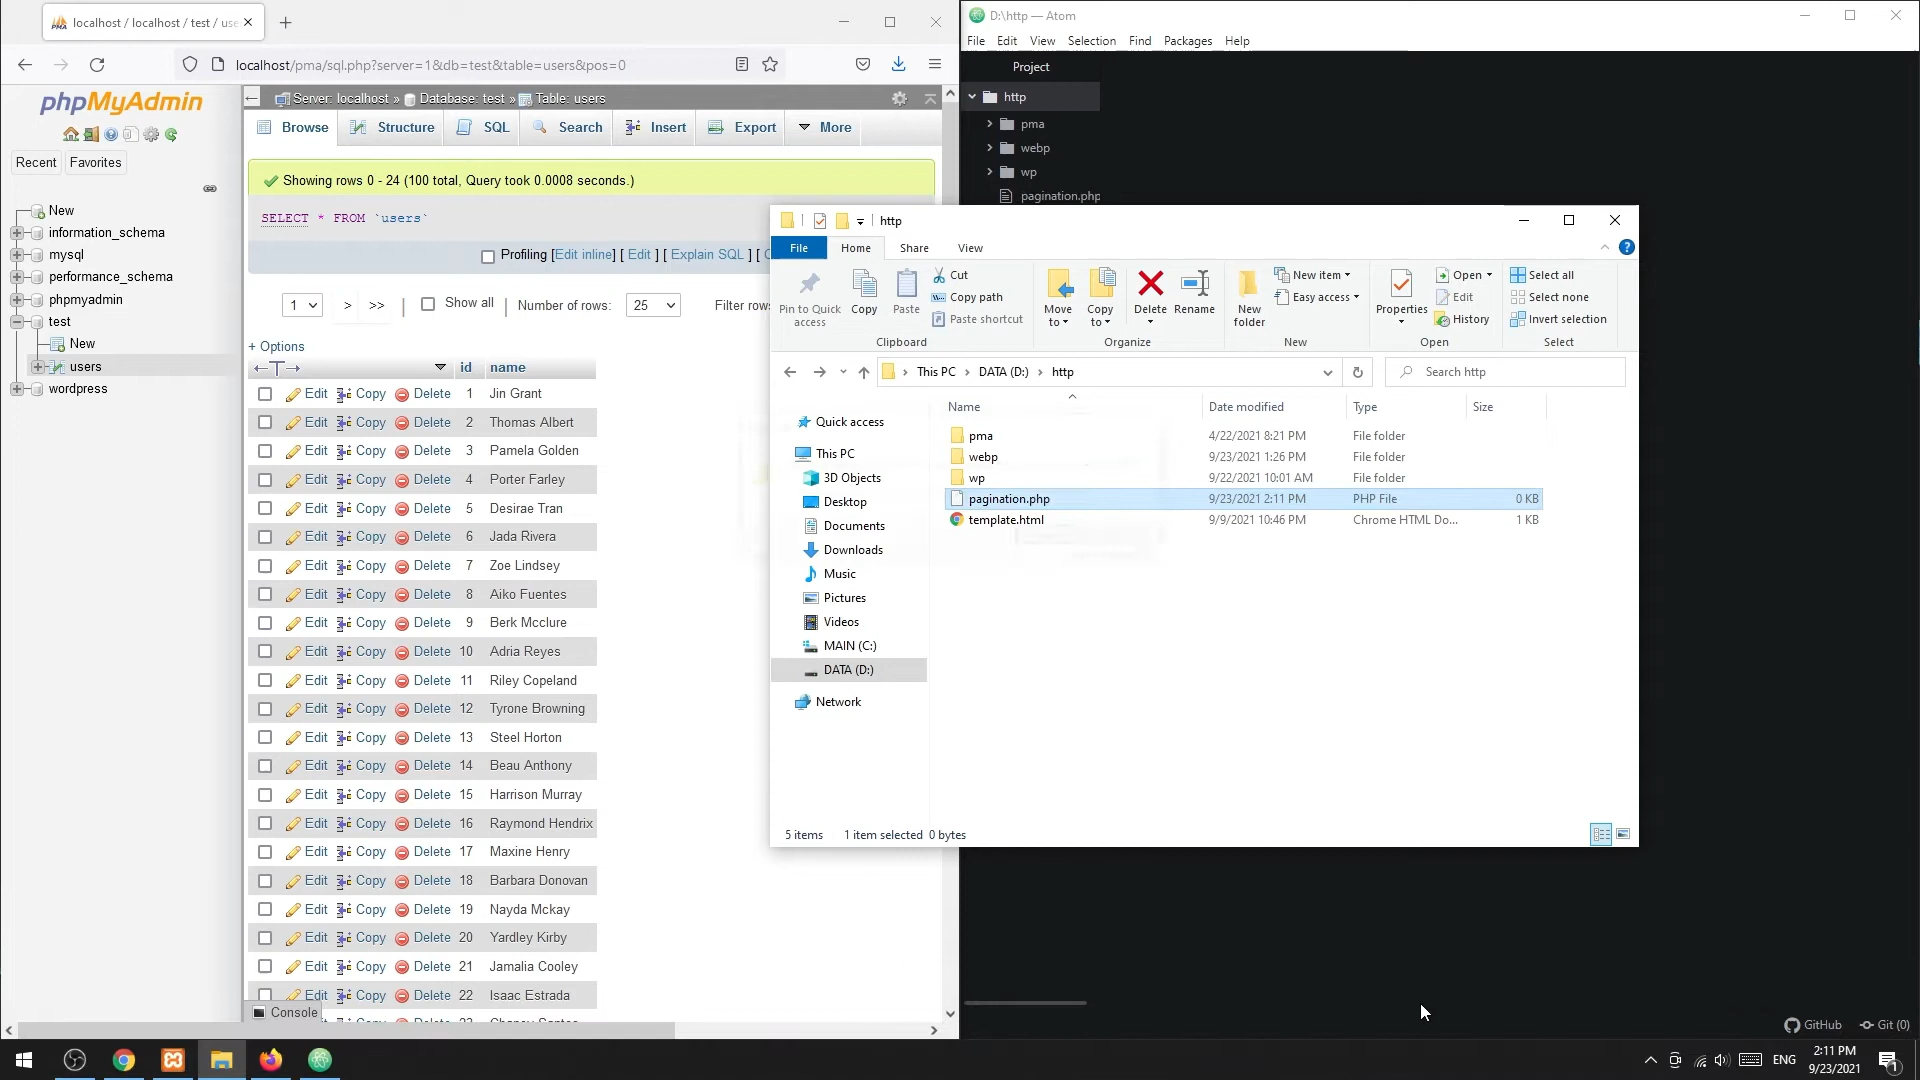 localhost / localhost / test / use
localhost/pma/sql.php?server=1&db=test&table=users&pos=0
phpMyAdmin
Recent
Favorites
New
information_schema
mysql
performance_schema
phpmyadmin
test
New
users
wordpress
Server: localhost » Database: test » Table: users
Browse Structure SQL Search Insert Export More
Showing rows 0 - 24 (100 total, Query took 0.0008 seconds.)
SELECT * FROM `users`
Profiling [Edit inline] [ Edit ] [ Explain SQL ] [
1 > >> | Show all | Number of rows: 25 Filter rows
+ Options
id name
Edit Copy Delete 1 Jin Grant
Edit Copy Delete 2 Thomas Albert
Edit Copy Delete 3 Pamela Golden
Edit Copy Delete 4 Porter Farley
Edit Copy Delete 5 Desirae Tran
Edit Copy Delete 6 Jada Rivera
Edit Copy Delete 7 Zoe Lindsey
Edit Copy Delete 8 Aiko Fuentes
Edit Copy Delete 9 Berk Mcclure
Edit Copy Delete 10 Adria Reyes
Edit Copy Delete 11 Riley Copeland
Edit Copy Delete 12 Tyrone Browning
Edit Copy Delete 13 Steel Horton
Edit Copy Delete 14 Beau Anthony
Edit Copy Delete 15 Harrison Murray
Edit Copy Delete 16 Raymond Hendrix
Edit Copy Delete 17 Maxine Henry
Edit Copy Delete 18 Barbara Donovan
Edit Copy Delete 19 Nayda Mckay
Edit Copy Delete 20 Yardley Kirby
Edit Copy Delete 21 Jamalia Cooley
Edit Copy Delete 22 Isaac Estrada
Console
D:\http — Atom
File Edit View Selection Find Packages Help
Project
http
pma
webp
wp
pagination.php
http
File Home Share View
Pin to Quick access
Copy
Paste
Cut
Copy path
Paste shortcut
Clipboard
Move to
Copy to
Delete
Rename
Organize
New folder
New item
Easy access
New
Properties
Open
Edit
History
Open
Select all
Select none
Invert selection
Select
This PC > DATA (D:) > http
Search http
Quick access
This PC
3D Objects
Desktop
Documents
Downloads
Music
Pictures
Videos
MAIN (C:)
DATA (D:)
Network
Name Date modified Type Size
pma 4/22/2021 8:21 PM File folder
webp 9/23/2021 1:26 PM File folder
wp 9/22/2021 10:01 AM File folder
pagination.php 9/23/2021 2:11 PM PHP File 0 KB
template.html 9/9/2021 10:46 PM Chrome HTML Do... 1 KB
5 items 1 item selected 0 bytes
GitHub Git (0)
ENG
2:11 PM
9/23/2021
1